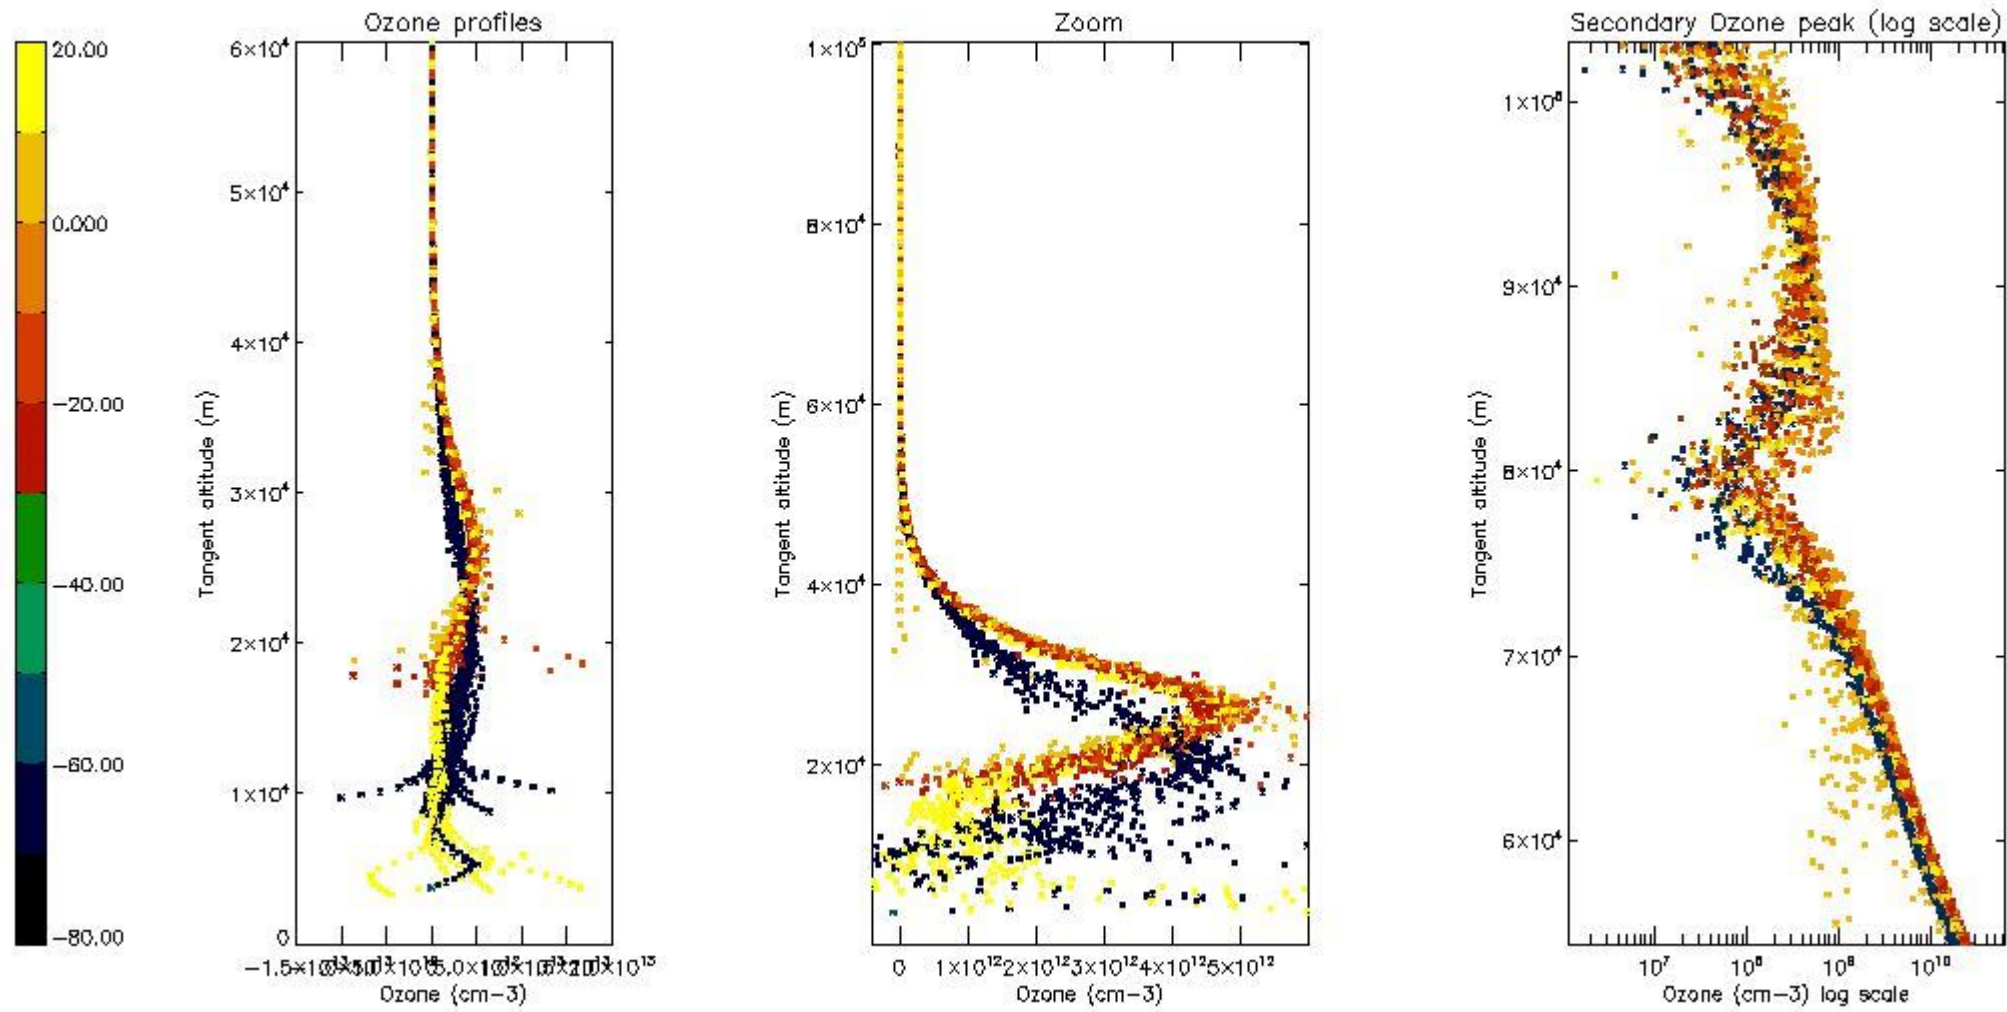 Ozone profiles
Zoom
Secondary Ozone peak (log scale)
20.00
0.000
−20.00
−40.00
−60.00
−80.00
6×10⁴
5×10⁴
4×10⁴
3×10⁴
2×10⁴
1×10⁴
0
Tangent altitude (m)
Ozone (cm−3)
1×10⁵
8×10⁴
6×10⁴
4×10⁴
2×10⁴
Tangent altitude (m)
0 1×10¹² 2×10¹² 3×10¹² 4×10¹² 5×10¹²
Ozone (cm−3)
9×10⁴
8×10⁴
7×10⁴
6×10⁴
Tangent altitude (m)
10⁷ 10⁸ 10⁹ 10¹⁰
Ozone (cm−3) log scale